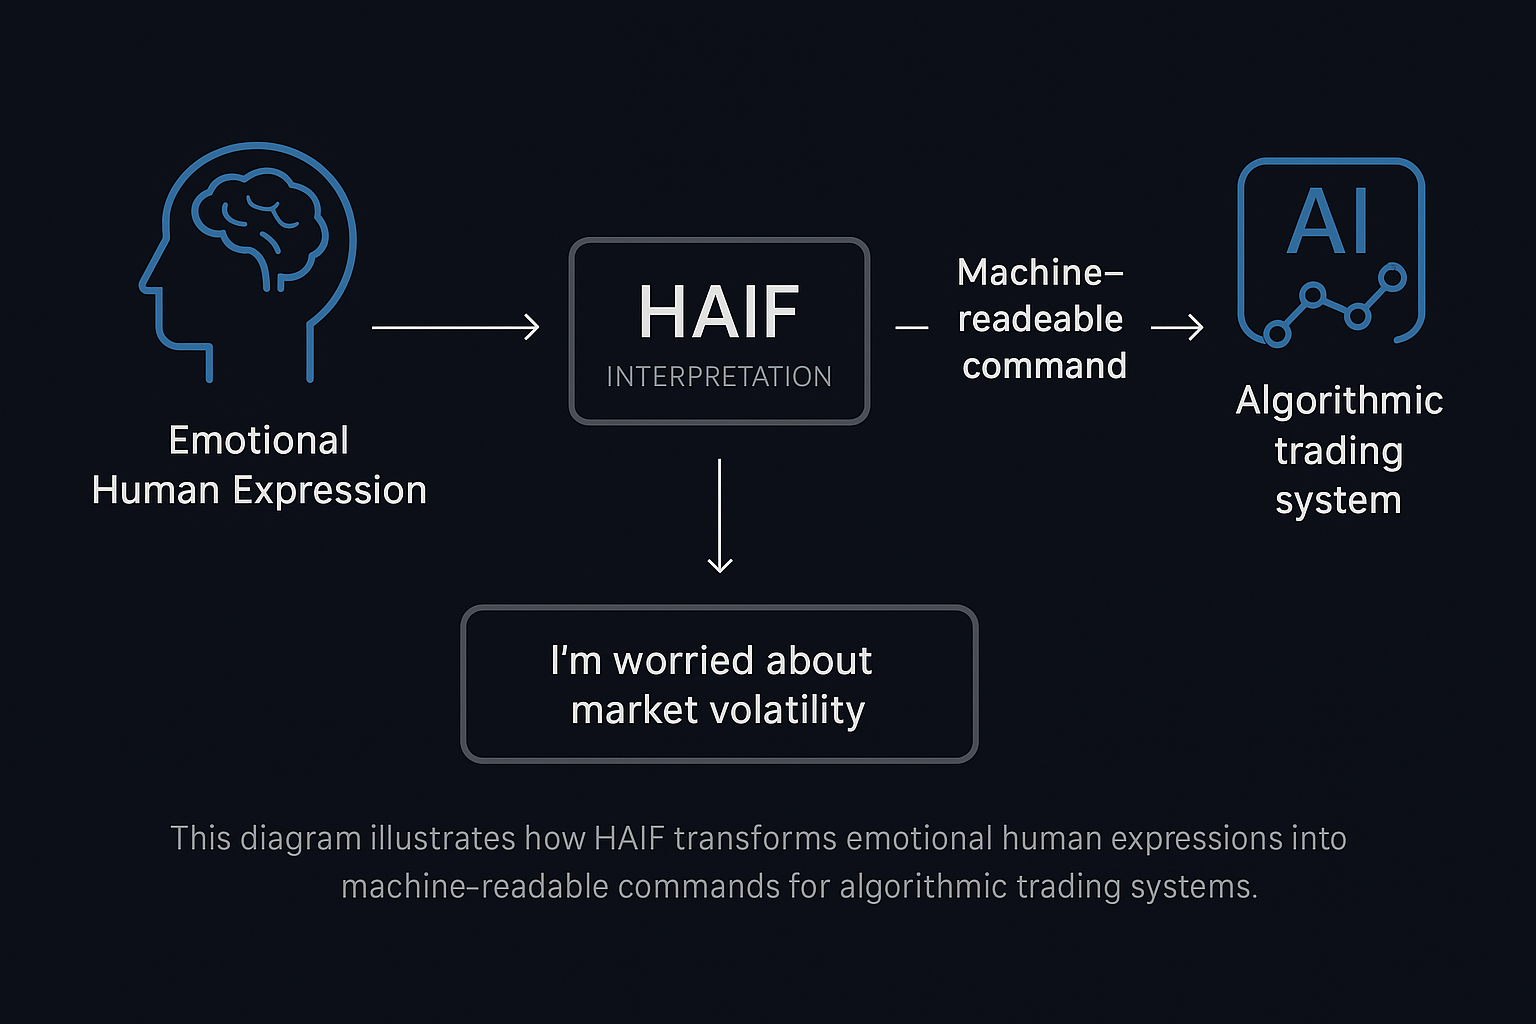 Emotional
Human Expression
HAIF
INTERPRETATION
Machine–
readeable
command
AI
Algorithmic
trading
system
I'm worried about
market volatility
This diagram illustrates how HAIF transforms emotional human expressions into
machine–readable commands for algorithmic trading systems.